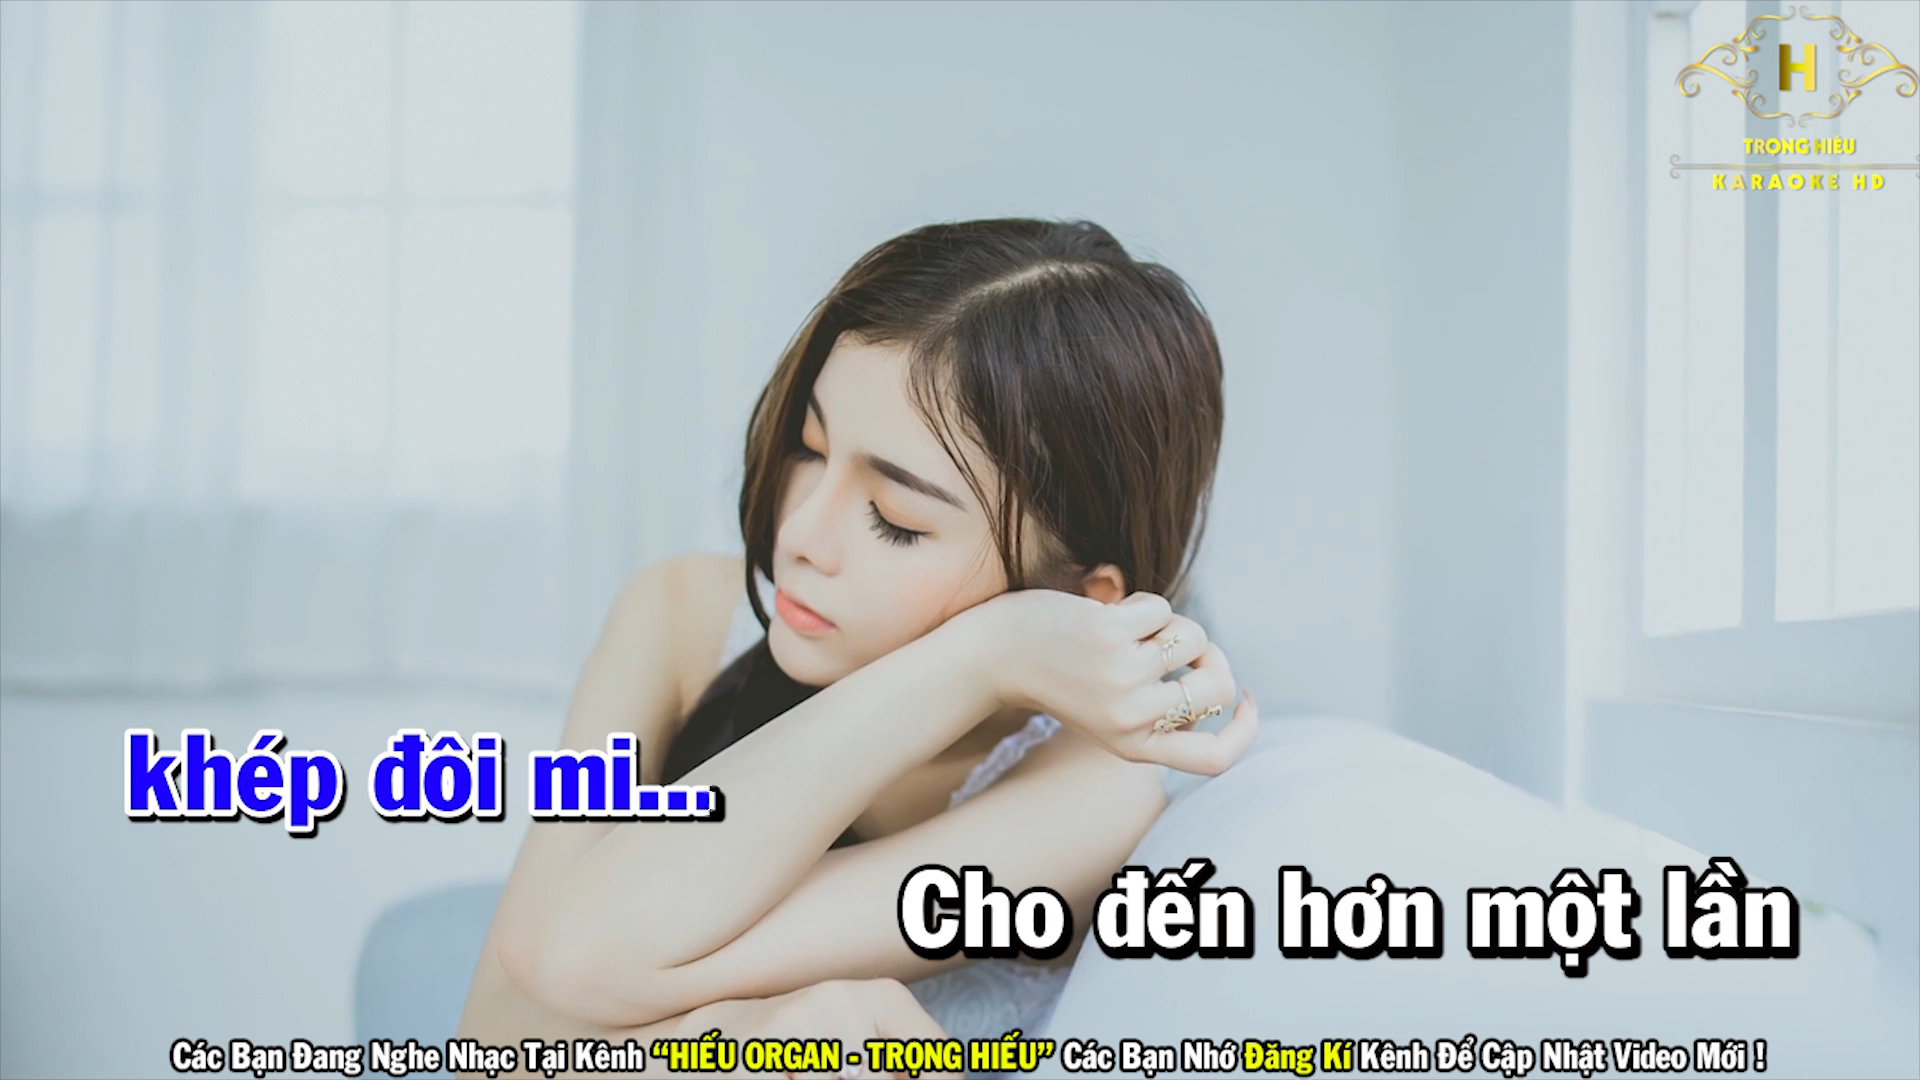 H
TRỌNG HIẾU
KARAOKE HD
khép đôi mi...
Cho đến hơn một lần
Các Bạn Đang Nghe Nhạc Tại Kênh “HIẾU ORGAN - TRỌNG HIẾU” Các Bạn Nhớ Đăng Kí Kênh Để Cập Nhật Video Mới !